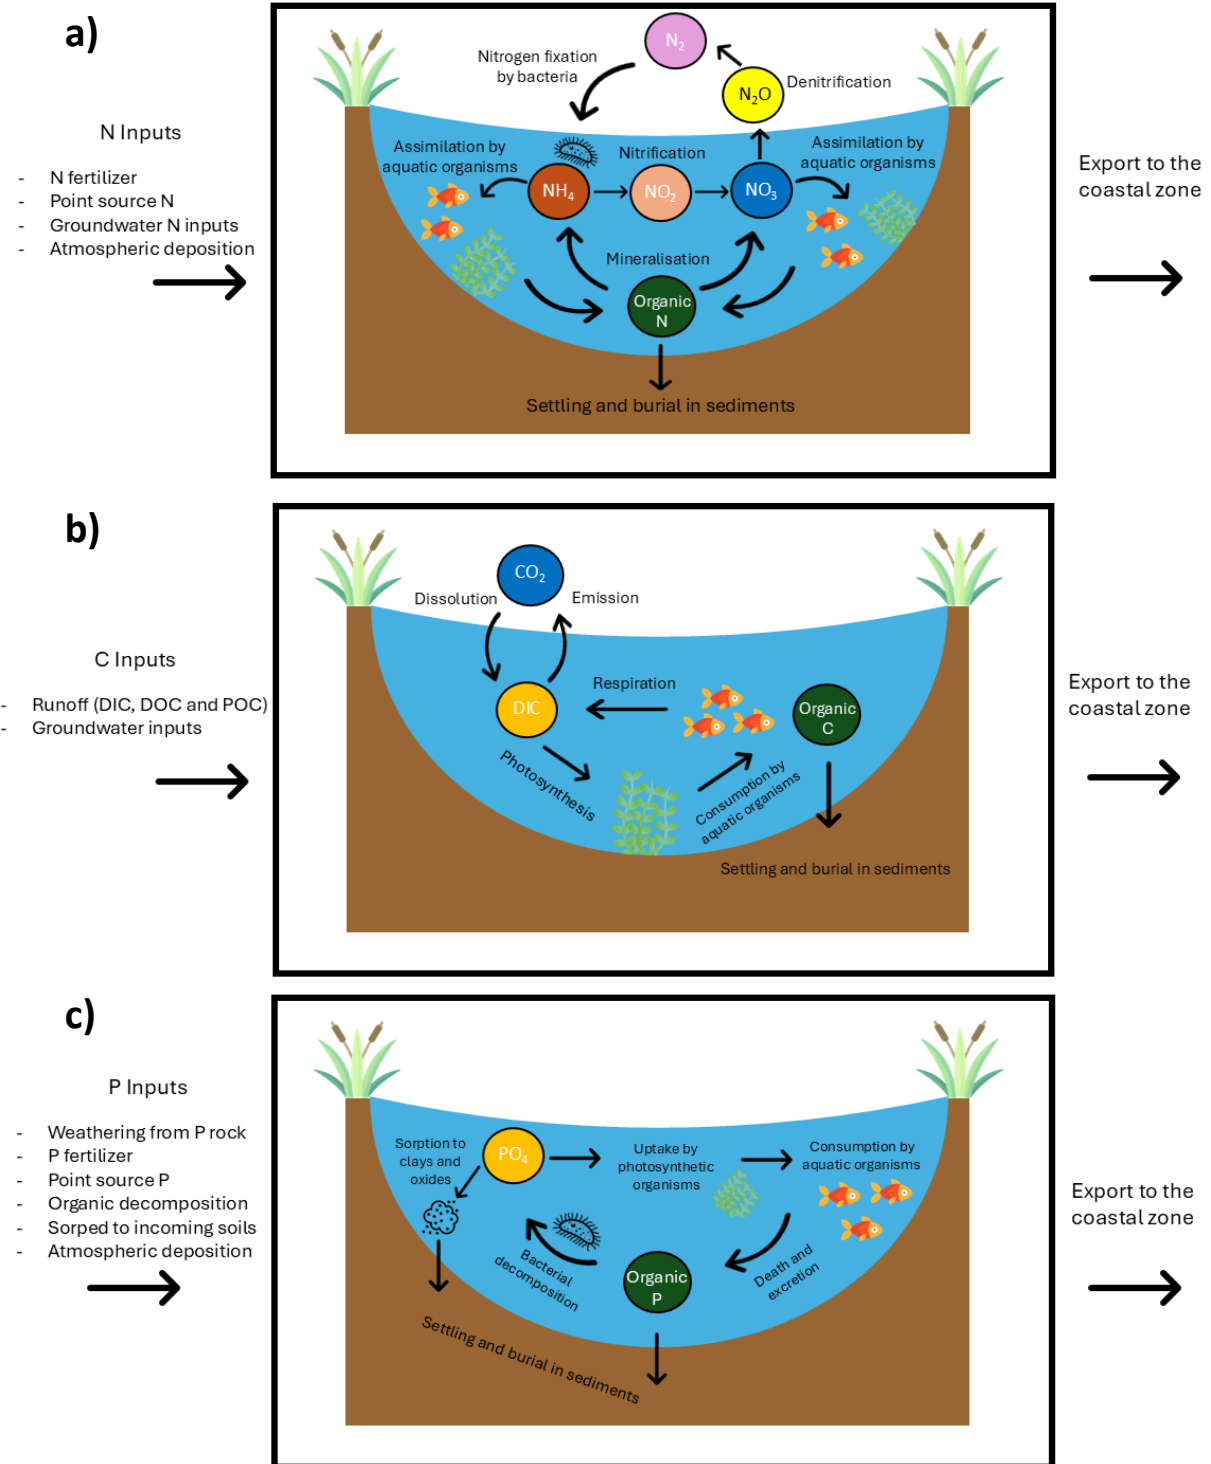 a)
N Inputs
- N fertilizer
- Point source N
- Groundwater N inputs
- Atmospheric deposition
N₂
Nitrogen fixation
by bacteria
N₂O
Denitrification
Assimilation by
aquatic organisms
Nitrification
Assimilation by
aquatic organisms
NH₄
NO₂
NO₃
Mineralisation
Organic
N
Settling and burial in sediments
Export to the
coastal zone
b)
C Inputs
- Runoff (DIC, DOC and POC)
- Groundwater inputs
CO₂
Dissolution
Emission
DIC
Respiration
Organic
C
Photosynthesis
Consumption by
aquatic organisms
Settling and burial in sediments
Export to the
coastal zone
c)
P Inputs
- Weathering from P rock
- P fertilizer
- Point source P
- Organic decomposition
- Sorped to incoming soils
- Atmospheric deposition
Sorption to
clays and
oxides
PO₄
Uptake by
photosynthetic
organisms
Consumption by
aquatic organisms
Bacterial
decomposition
Organic
P
Death and
excretion
Settling and burial in sediments
Export to the
coastal zone